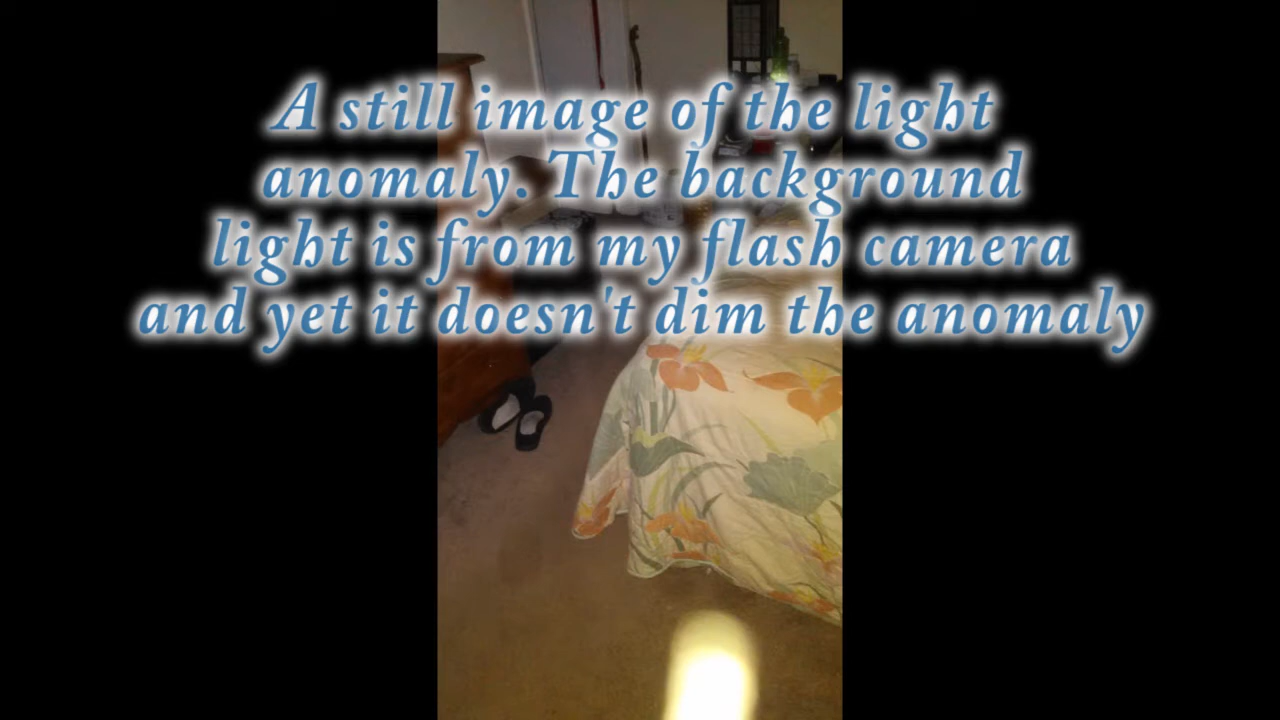 A still image of the light
anomaly. The background
light is from my flash camera
and yet it doesn't dim the anomaly